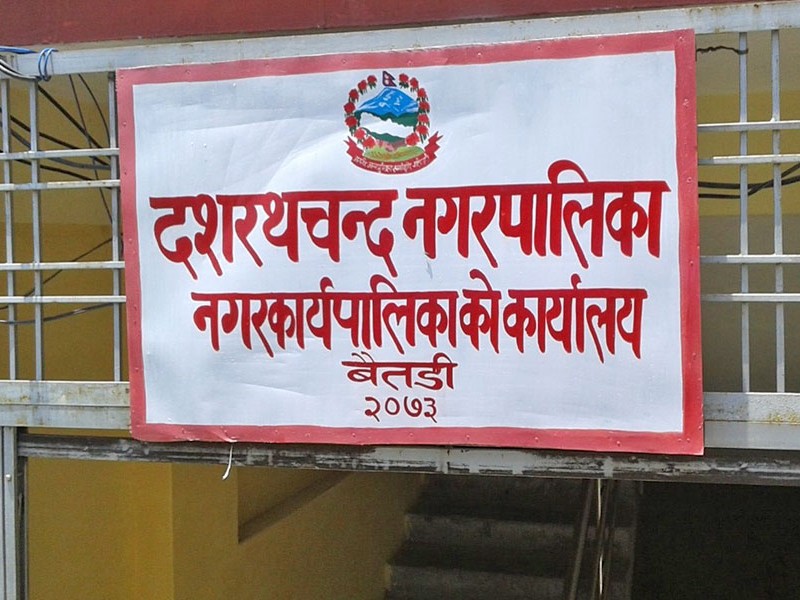 दशरथचन्द नगरपालिका
नगरकार्यपालिकाको कार्यालय
बैतडी
२०७३